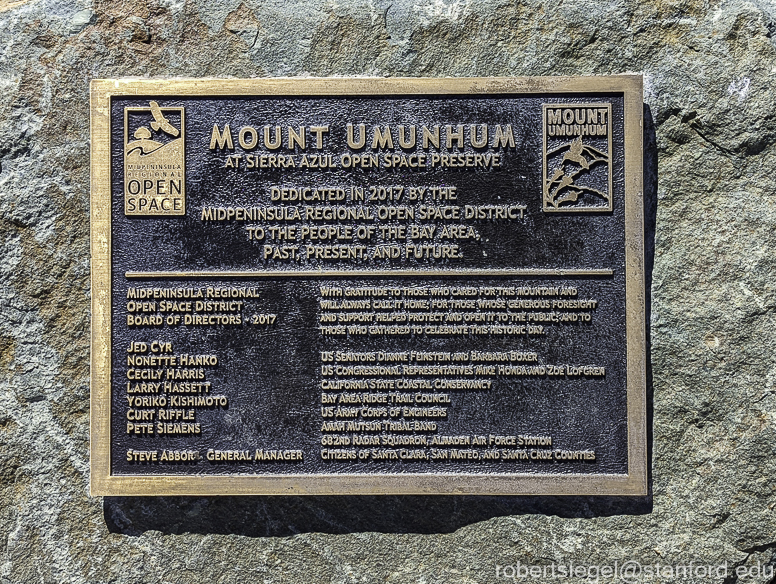 MOUNT UMUNHUM
AT SIERRA AZUL OPEN SPACE PRESERVE
MIDPENINSULA
REGIONAL
OPEN
SPACE
MOUNT
UMUNHUM
DEDICATED IN 2017 BY THE
MIDPENINSULA REGIONAL OPEN SPACE DISTRICT
TO THE PEOPLE OF THE BAY AREA,
PAST, PRESENT, AND FUTURE.
MIDPENINSULA REGIONAL
OPEN SPACE DISTRICT
BOARD OF DIRECTORS - 2017
JED CYR
NONETTE HANKO
CECILY HARRIS
LARRY HASSETT
YORIKO KISHIMOTO
CURT RIFFLE
PETE SIEMENS
STEVE ABBORS - GENERAL MANAGER
WITH GRATITUDE TO THOSE WHO CARED FOR THIS MOUNTAIN AND
WILL ALWAYS CALL IT HOME; FOR THOSE WHOSE GENEROUS FORESIGHT
AND SUPPORT HELPED PROTECT AND OPEN IT TO THE PUBLIC; AND TO
THOSE WHO GATHERED TO CELEBRATE THIS HISTORIC DAY.
US SENATORS DIANNE FEINSTEIN AND BARBARA BOXER
US CONGRESSIONAL REPRESENTATIVES MIKE HONDA AND ZOE LOFGREN
CALIFORNIA STATE COASTAL CONSERVANCY
BAY AREA RIDGE TRAIL COUNCIL
US ARMY CORPS OF ENGINEERS
AMAH MUTSUN TRIBAL BAND
682ND RADAR SQUADRON, ALMADEN AIR FORCE STATION
CITIZENS OF SANTA CLARA, SAN MATEO, AND SANTA CRUZ COUNTIES
robertsiegel@stanford.edu